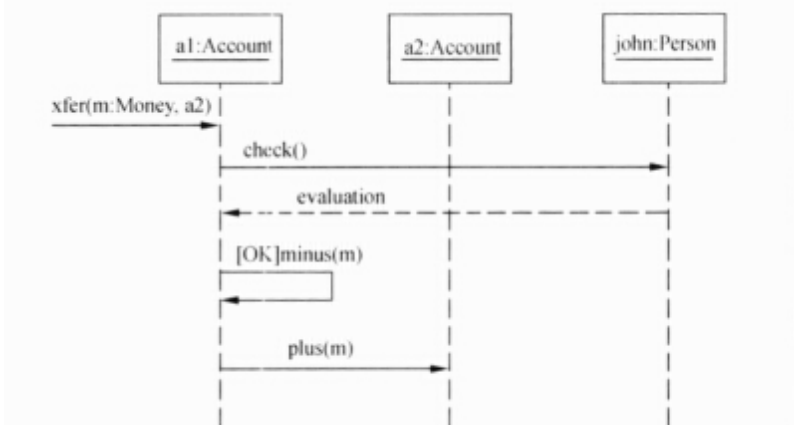 a1:Account
a2:Account
john:Person
xfer(m:Money, a2)
check()
evaluation
[OK]minus(m)
plus(m)